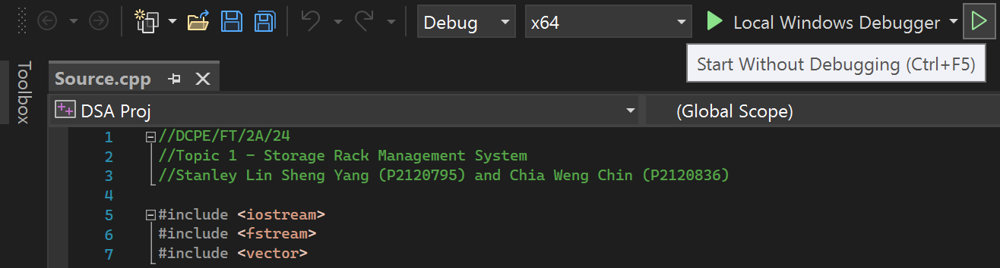 Debug x64 Local Windows Debugger
Start Without Debugging (Ctrl+F5)
Toolbox
Source.cpp
DSA Proj (Global Scope)
1 //DCPE/FT/2A/24
2 //Topic 1 - Storage Rack Management System
3 //Stanley Lin Sheng Yang (P2120795) and Chia Weng Chin (P2120836)
4
5 #include <iostream>
6 #include <fstream>
7 #include <vector>